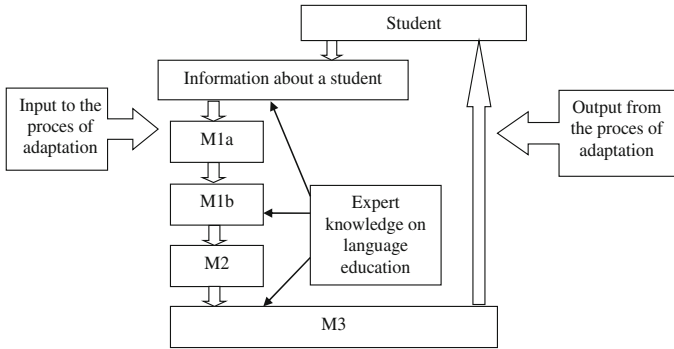 Student
Information about a student
Input to the
proces of
adaptation
M1a
Output from
the proces of
adaptation
M1b
Expert
knowledge on
language
education
M2
M3